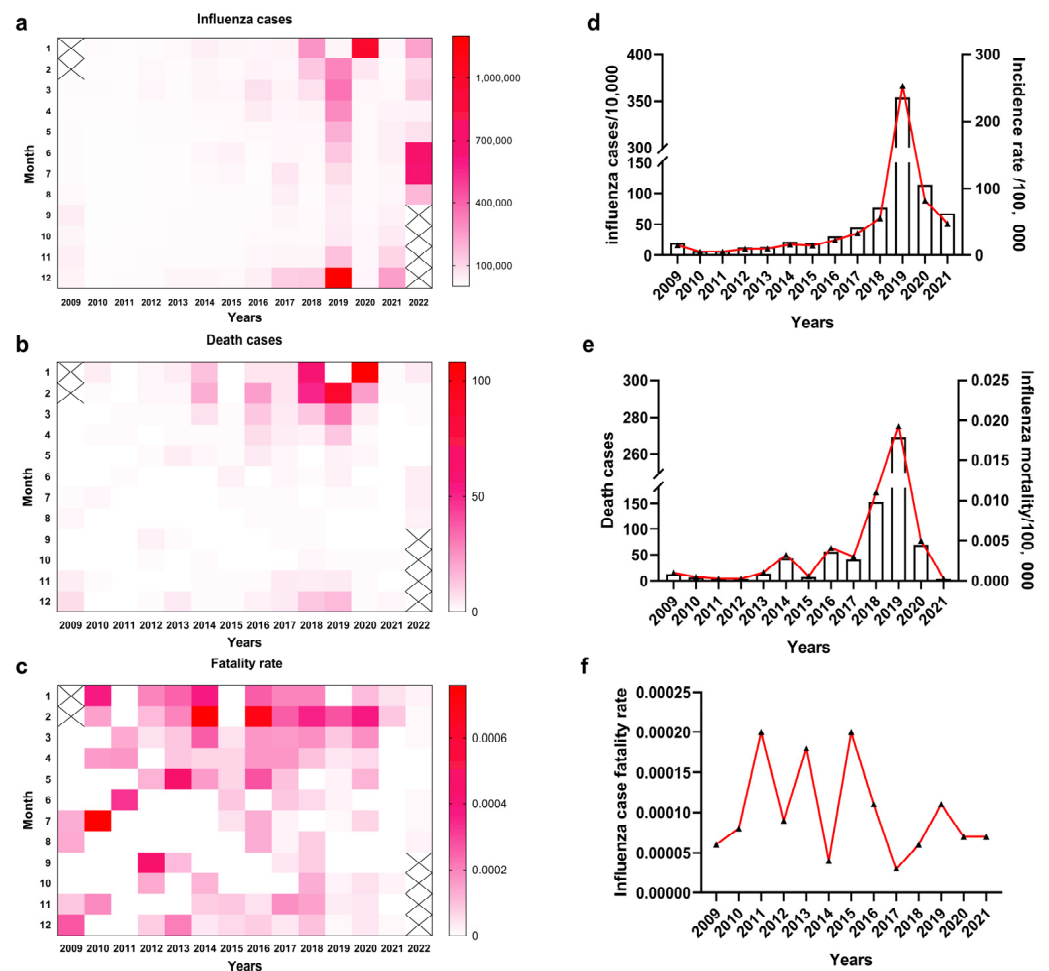 a
Influenza cases
Month
1
2
3
4
5
6
7
8
9
10
11
12
2009 2010 2011 2012 2013 2014 2015 2016 2017 2018 2019 2020 2021 2022
Years
1,000,000
700,000
400,000
100,000
b
Death cases
Month
1
2
3
4
5
6
7
8
9
10
11
12
2009 2010 2011 2012 2013 2014 2015 2016 2017 2018 2019 2020 2021 2022
Years
100
50
0
c
Fatality rate
Month
1
2
3
4
5
6
7
8
9
10
11
12
2009 2010 2011 2012 2013 2014 2015 2016 2017 2018 2019 2020 2021 2022
Years
0.0006
0.0004
0.0002
0
d
influenza cases/10,000
400
350
300
150
100
50
0
Incidence rate /100, 000
300
200
100
0
2009 2010 2011 2012 2013 2014 2015 2016 2017 2018 2019 2020 2021
Years
e
Death cases
300
280
260
150
100
50
0
Influenza mortality/100, 000
0.025
0.020
0.015
0.010
0.005
0.000
2009 2010 2011 2012 2013 2014 2015 2016 2017 2018 2019 2020 2021
Years
f
Influenza case fatality rate
0.00025
0.00020
0.00015
0.00010
0.00005
0.00000
2009 2010 2011 2012 2013 2014 2015 2016 2017 2018 2019 2020 2021
Years